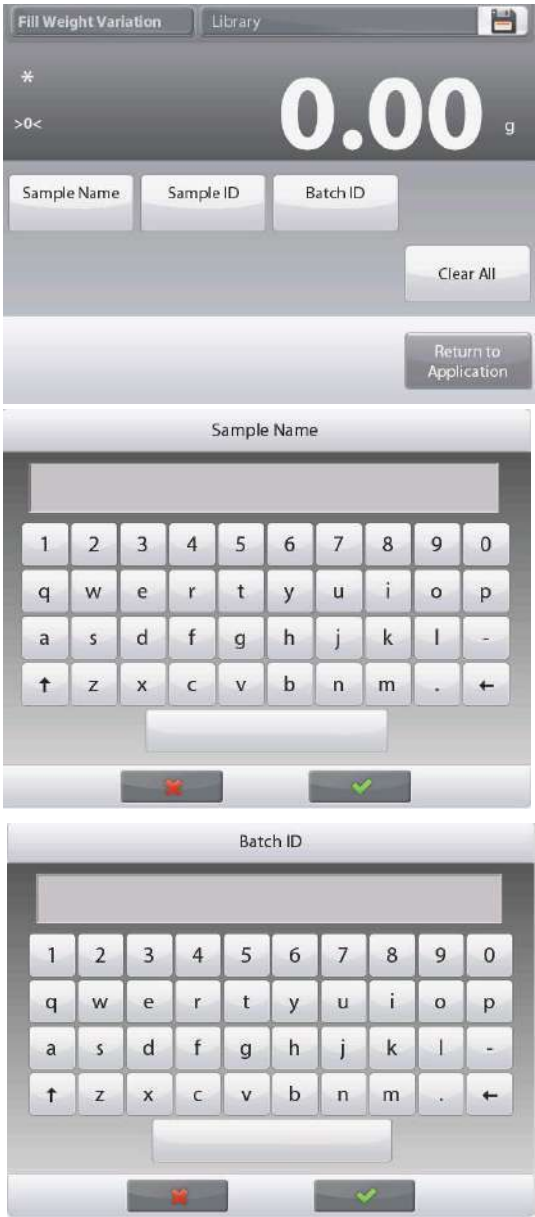 Fill Weight Variation Library
*
>0< 0.00 g
Sample Name Sample ID Batch ID
Clear All
Return to
Application
Sample Name
1 2 3 4 5 6 7 8 9 0
q w e r t y u i o p
a s d f g h j k l -
↑ z x c v b n m . ←
Batch ID
1 2 3 4 5 6 7 8 9 0
q w e r t y u i o p
a s d f g h j k l -
↑ z x c v b n m . ←